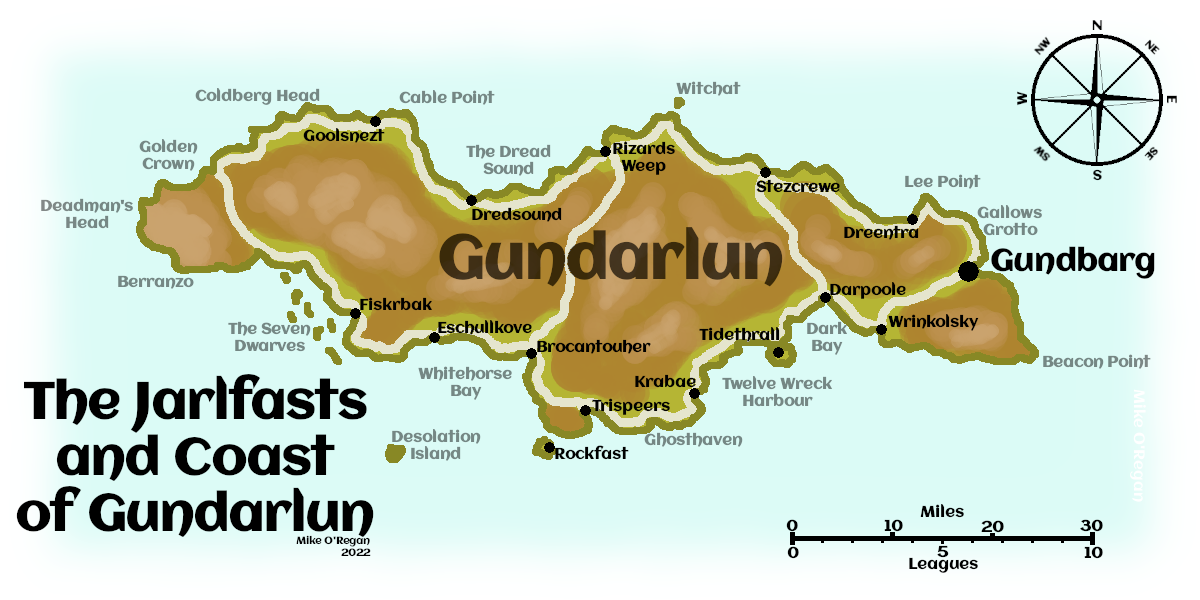 N
NW
NE
W
E
SW
SE
S
Witchat
Coldberg Head
Cable Point
Goolsnezt
Golden
Crown
The Dread
Sound
Rizards
Weep
Stezcrewe
Lee Point
Deadman's
Head
Dredsound
Dreentra
Gallows
Grotto
Gundarlun
Gundbarg
Berranzo
Darpoole
Fiskrbak
The Seven
Dwarves
Eschullkove
Tidethrall
Dark
Bay
Wrinkolsky
Brocantouher
Beacon Point
Whitehorse
Bay
Krabae
Twelve Wreck
Harbour
Trispeers
Desolation
Island
Ghosthaven
Rockfast
The Jarlfasts
and Coast
of Gundarlun
Mike O'Regan
2022
Mike O'Regan
Miles
0 10 20 30
0 5 10
Leagues